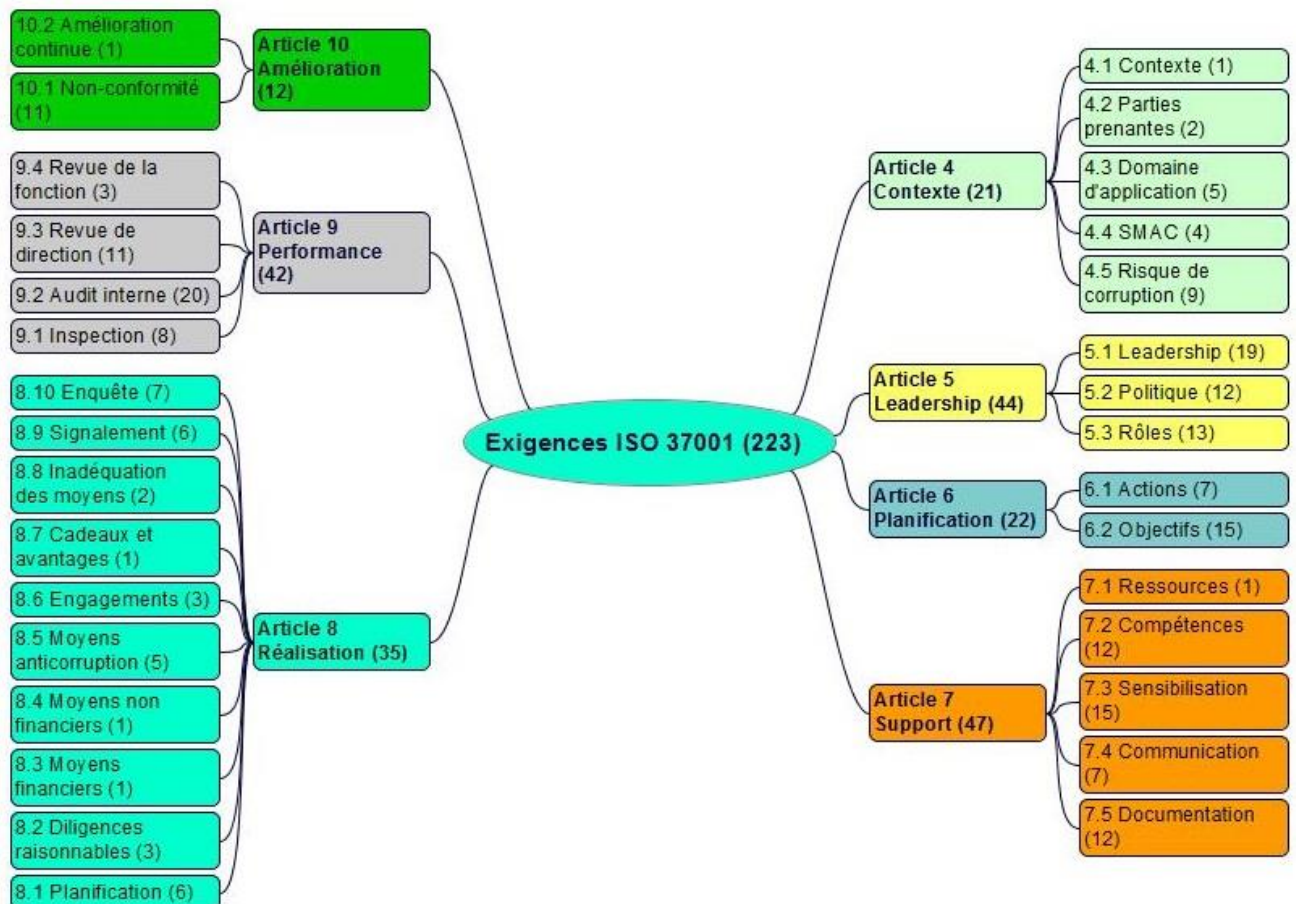 Exigences ISO 37001 (223)
Article 4
Contexte (21)
4.1 Contexte (1)
4.2 Parties
prenantes (2)
4.3 Domaine
d'application (5)
4.4 SMAC (4)
4.5 Risque de
corruption (9)
Article 5
Leadership (44)
5.1 Leadership (19)
5.2 Politique (12)
5.3 Rôles (13)
Article 6
Planification (22)
6.1 Actions (7)
6.2 Objectifs (15)
Article 7
Support (47)
7.1 Ressources (1)
7.2 Compétences
(12)
7.3 Sensibilisation
(15)
7.4 Communication
(7)
7.5 Documentation
(12)
Article 10
Amélioration
(12)
10.2 Amélioration
continue (1)
10.1 Non-conformité
(11)
Article 9
Performance
(42)
9.4 Revue de la
fonction (3)
9.3 Revue de
direction (11)
9.2 Audit interne (20)
9.1 Inspection (8)
Article 8
Réalisation (35)
8.10 Enquête (7)
8.9 Signalement (6)
8.8 Inadéquation
des moyens (2)
8.7 Cadeaux et
avantages (1)
8.6 Engagements (3)
8.5 Moyens
anticorruption (5)
8.4 Moyens non
financiers (1)
8.3 Moyens
financiers (1)
8.2 Diligences
raisonnables (3)
8.1 Planification (6)